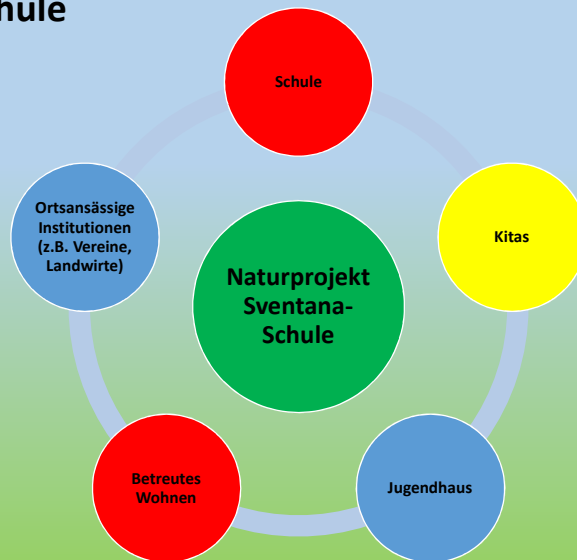 hule
Schule
Ortsansässige
Institutionen
(z.B. Vereine,
Landwirte)
Kitas
Naturprojekt
Sventana-
Schule
Betreutes
Wohnen
Jugendhaus